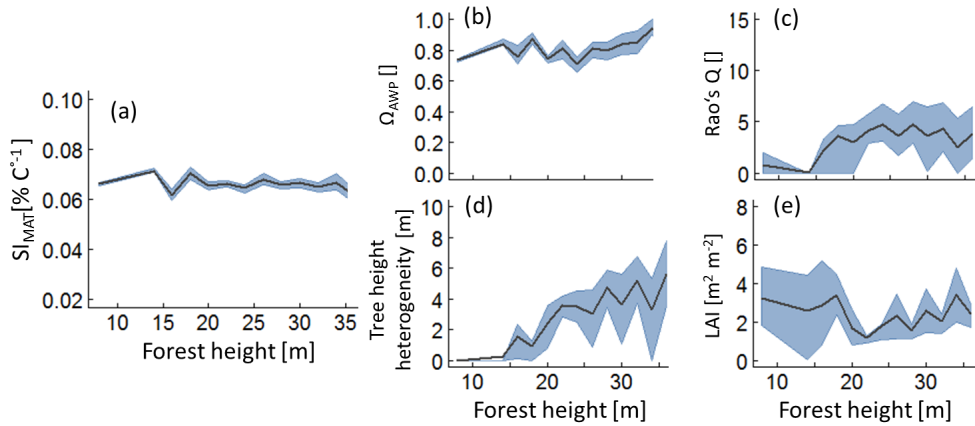 (a)
SI_MAT[% C°⁻¹]
0.10
0.08
0.06
0.04
0.02
10 15 20 25 30 35
Forest height [m]
(b)
Ω_AWP []
1.0
0.8
0.6
0.4
0.2
0.0
(c)
Rao's Q []
15
10
5
0
(d)
Tree height
heterogeneity [m]
10
8
6
4
2
0
10 20 30
Forest height [m]
(e)
LAI [m² m⁻²]
8
6
4
2
0
10 20 30
Forest height [m]